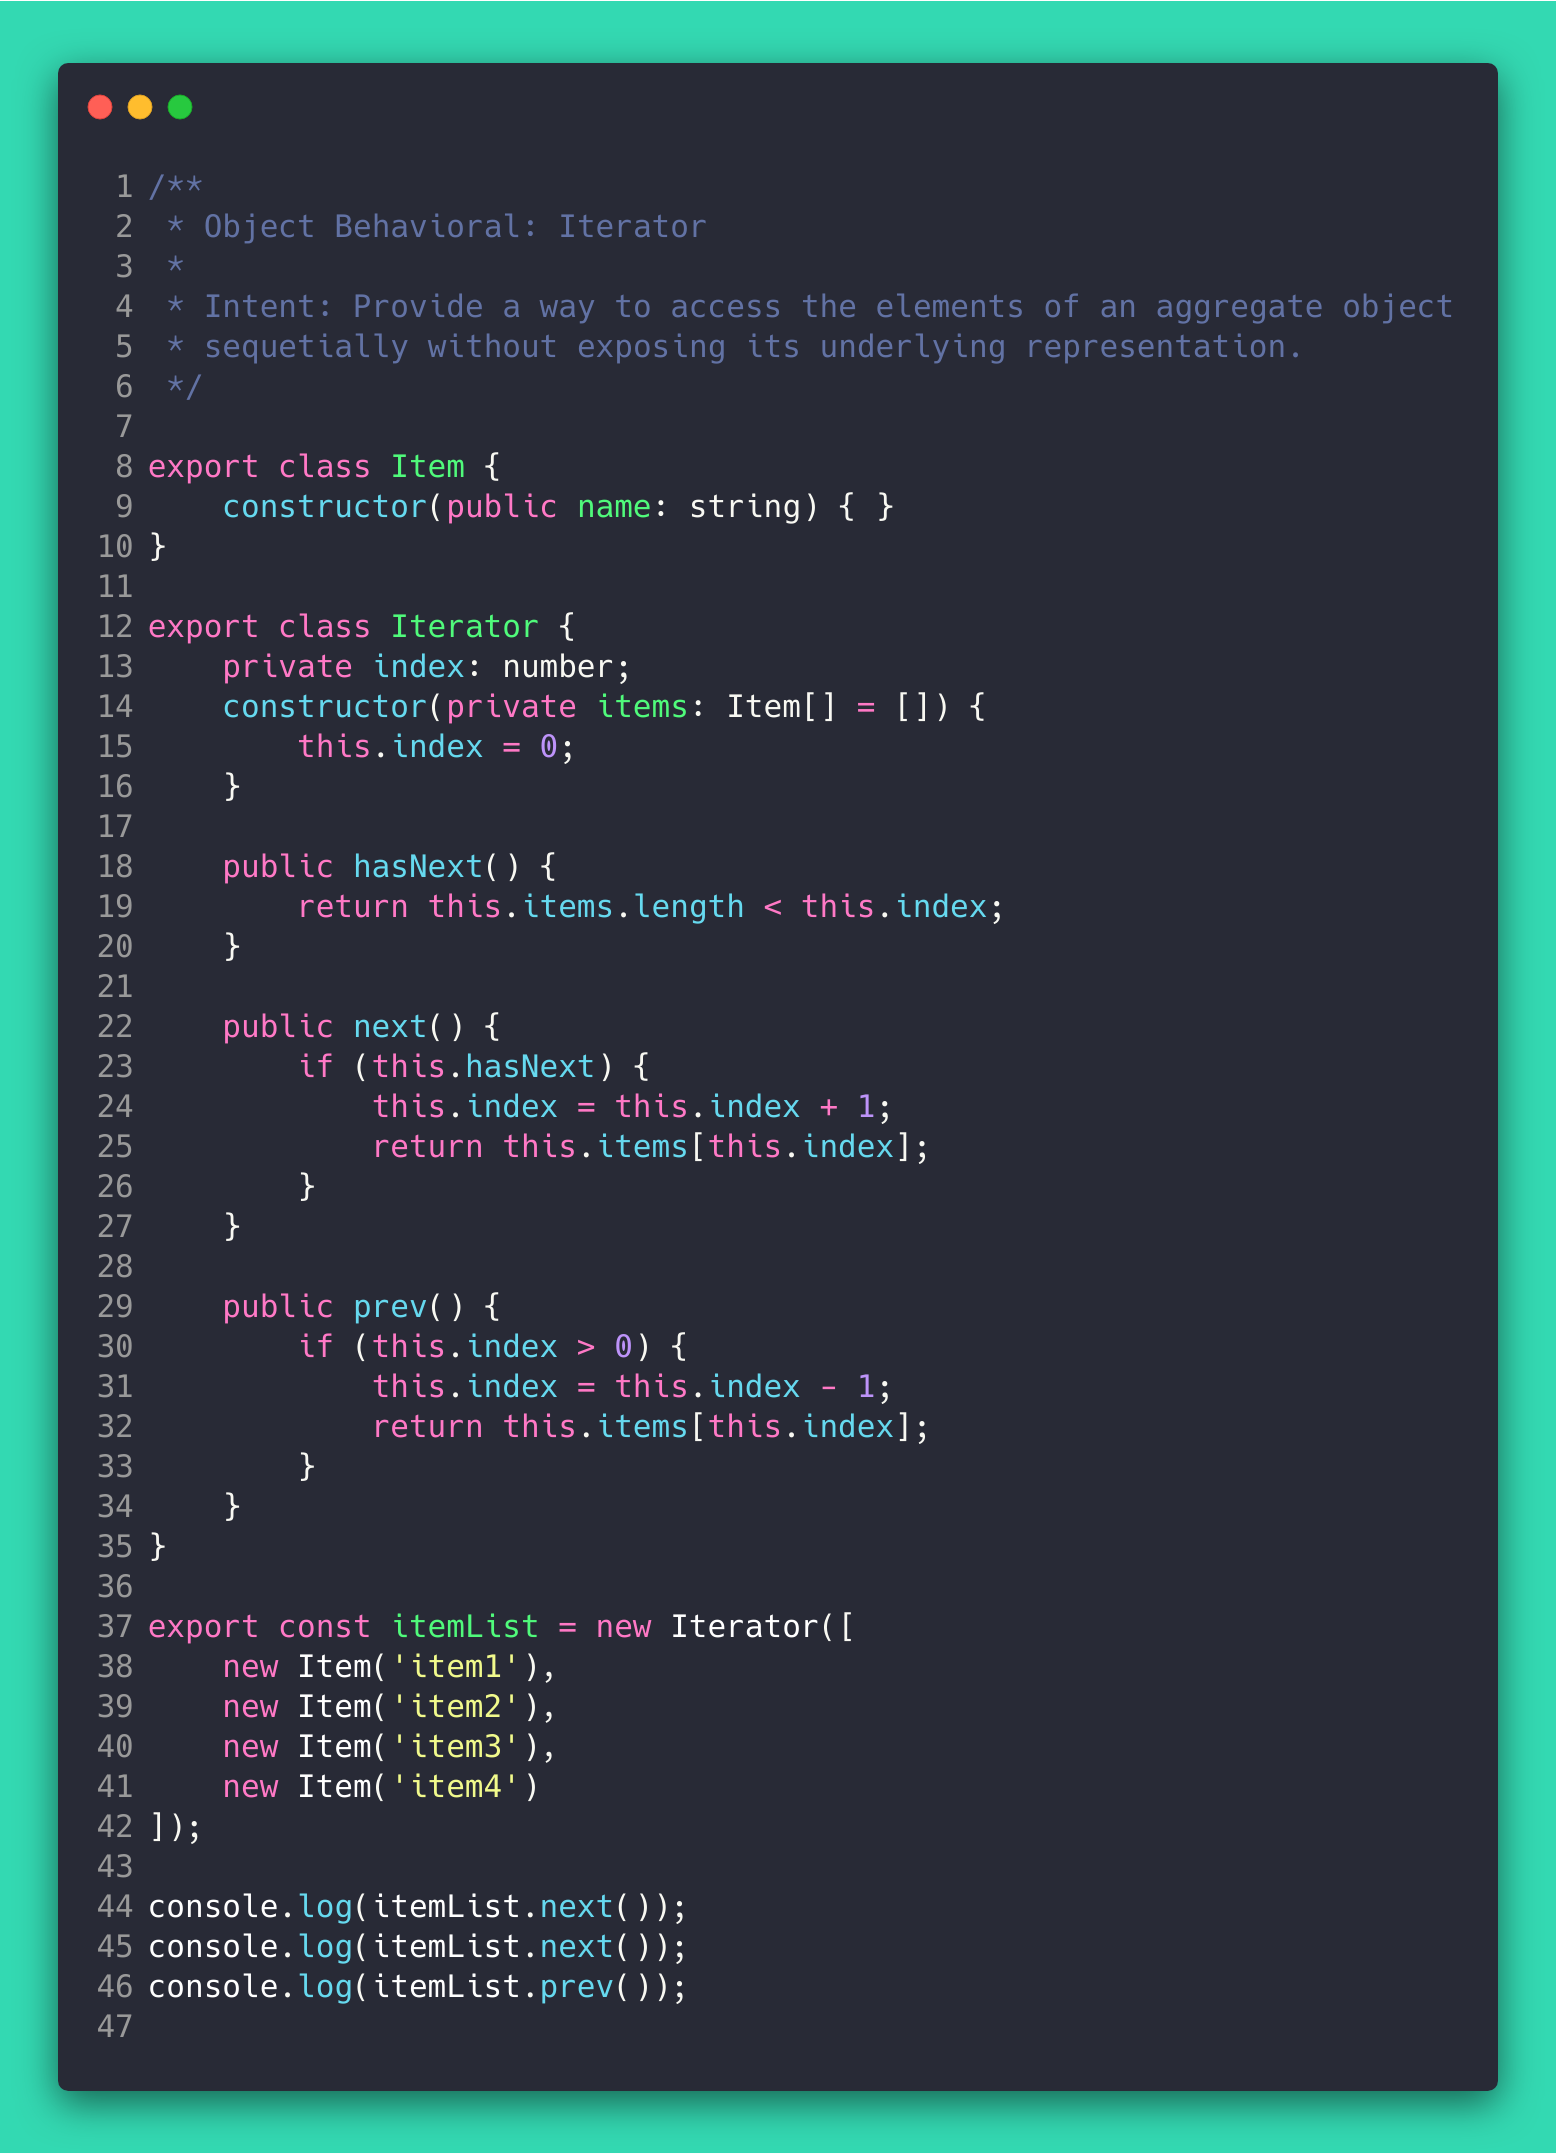 1 /**
2  * Object Behavioral: Iterator
3  *
4  * Intent: Provide a way to access the elements of an aggregate object
5  * sequetially without exposing its underlying representation.
6  */
7
8 export class Item {
9     constructor(public name: string) { }
10 }
11
12 export class Iterator {
13     private index: number;
14     constructor(private items: Item[] = []) {
15         this.index = 0;
16     }
17
18     public hasNext() {
19         return this.items.length < this.index;
20     }
21
22     public next() {
23         if (this.hasNext) {
24             this.index = this.index + 1;
25             return this.items[this.index];
26         }
27     }
28
29     public prev() {
30         if (this.index > 0) {
31             this.index = this.index - 1;
32             return this.items[this.index];
33         }
34     }
35 }
36
37 export const itemList = new Iterator([
38     new Item('item1'),
39     new Item('item2'),
40     new Item('item3'),
41     new Item('item4')
42 ]);
43
44 console.log(itemList.next());
45 console.log(itemList.next());
46 console.log(itemList.prev());
47